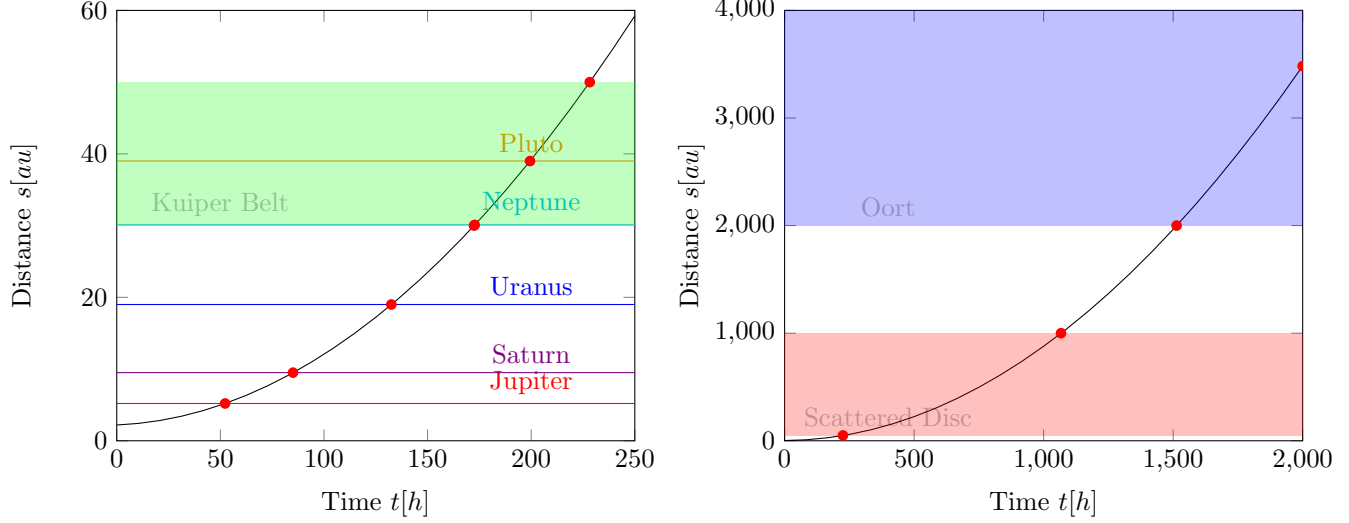 60
40
20
0
Distance s[au]
Pluto
Kuiper Belt
Neptune
Uranus
Saturn
Jupiter
0 50 100 150 200 250
Time t[h]
4,000
3,000
2,000
1,000
0
Distance s[au]
Oort
Scattered Disc
0 500 1,000 1,500 2,000
Time t[h]